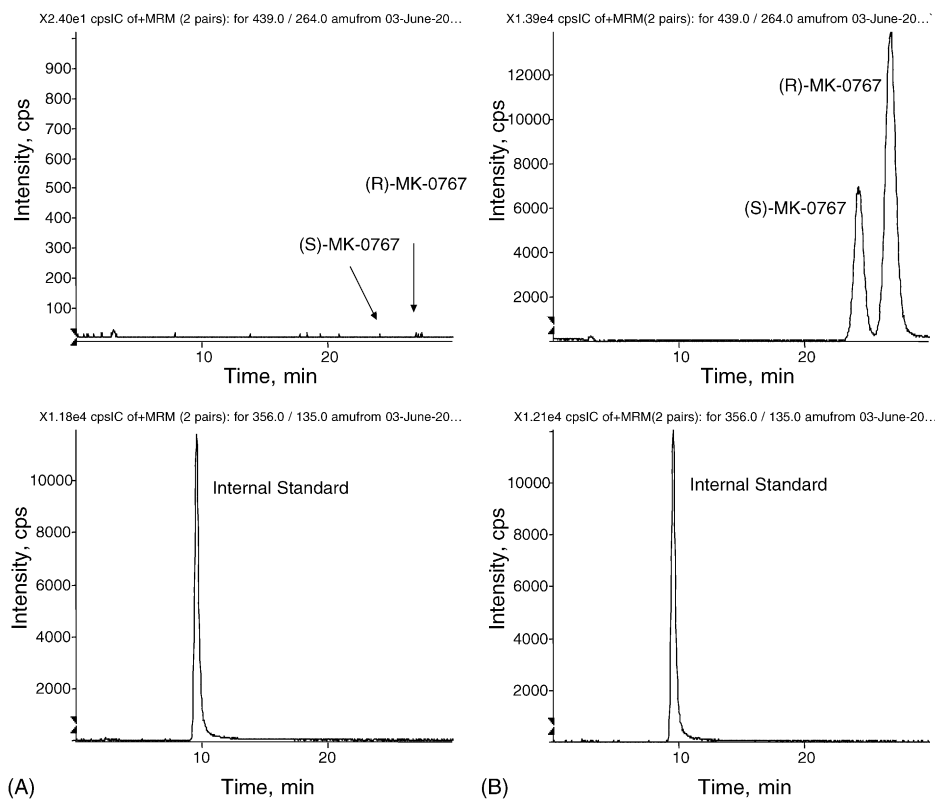 X2.40e1 cpsIC of+MRM (2 pairs): for 439.0 / 264.0 amufrom 03-June-20...
Intensity, cps
900
800
700
600
500
400
300
200
100
(R)-MK-0767
(S)-MK-0767
10
20
Time, min
X1.39e4 cpsIC of+MRM(2 pairs): for 439.0 / 264.0 amufrom 03-June-20...
Intensity, cps
12000
10000
8000
6000
4000
2000
(R)-MK-0767
(S)-MK-0767
10
20
Time, min
X1.18e4 cpsIC of+MRM (2 pairs): for 356.0 / 135.0 amufrom 03-June-20...
Intensity, cps
10000
8000
6000
4000
2000
Internal Standard
10
20
Time, min
(A)
X1.21e4 cpsIC of+MRM(2 pairs): for 356.0 / 135.0 amufrom 03-June-20...
Intensity, cps
10000
8000
6000
4000
2000
Internal Standard
10
20
Time, min
(B)